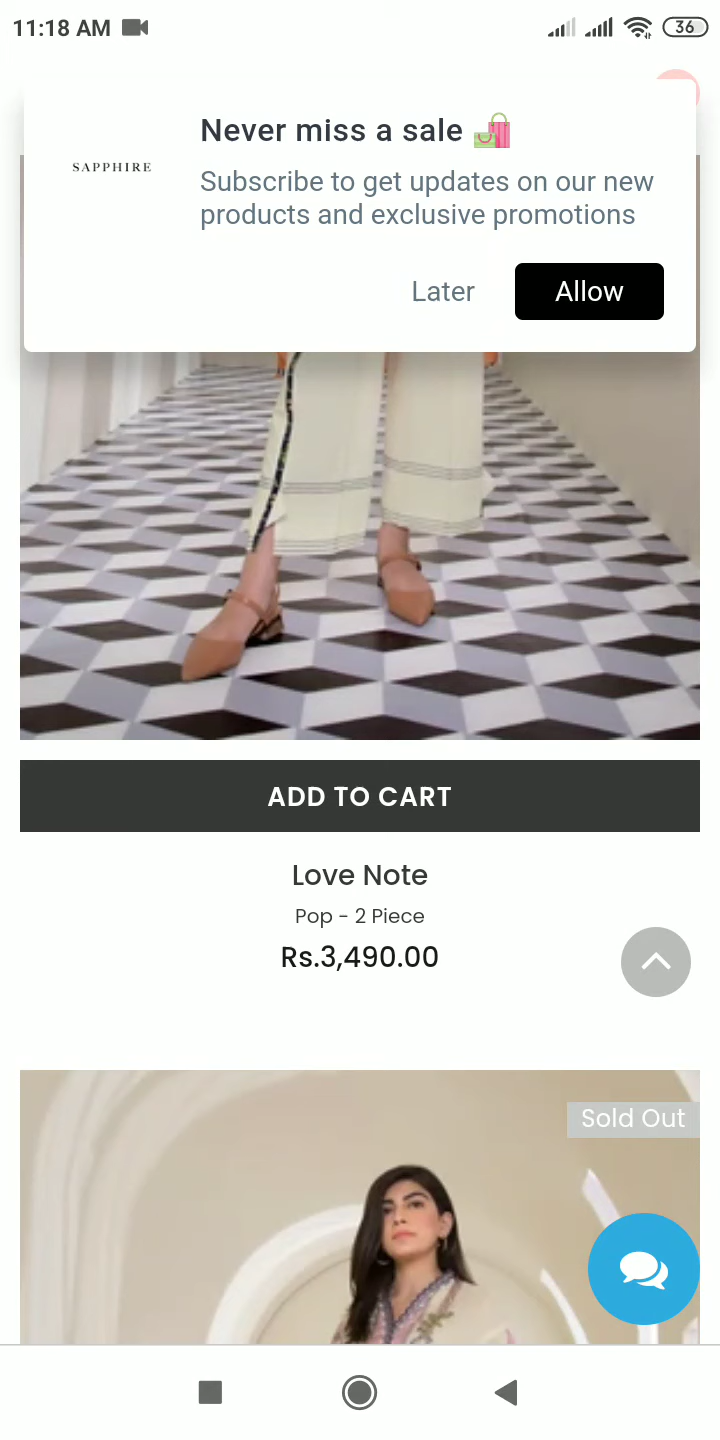 11:18 AM
36
Never miss a sale
SAPPHIRE
Subscribe to get updates on our new
products and exclusive promotions
Later
Allow
ADD TO CART
Love Note
Pop - 2 Piece
Rs.3,490.00
Sold Out